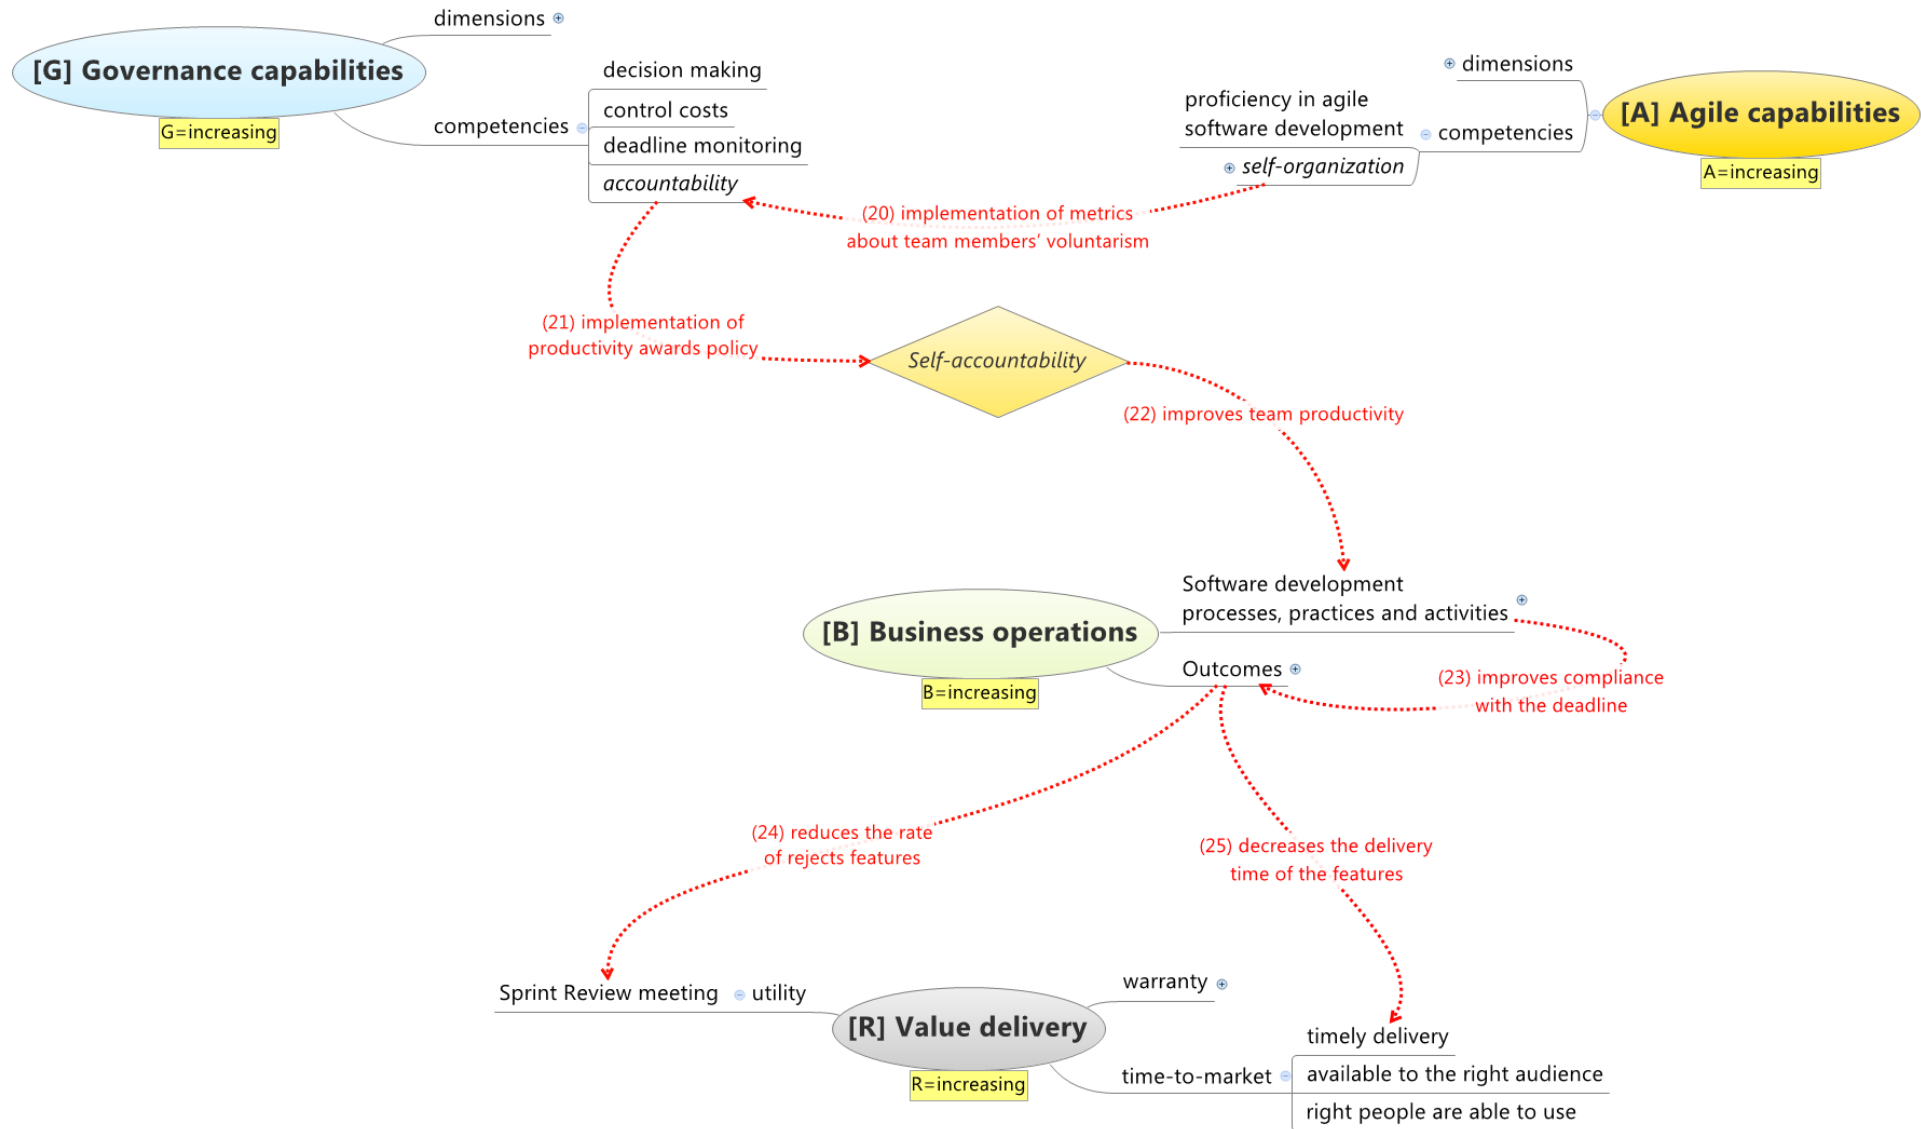 dimensions
[G] Governance capabilities
G=increasing
competencies
decision making
control costs
deadline monitoring
accountability
dimensions
[A] Agile capabilities
A=increasing
competencies
proficiency in agile
software development
self-organization
(20) implementation of metrics
about team members’ voluntarism
(21) implementation of
productivity awards policy
Self-accountability
(22) improves team productivity
[B] Business operations
B=increasing
Software development
processes, practices and activities
Outcomes
(23) improves compliance
with the deadline
(24) reduces the rate
of rejects features
(25) decreases the delivery
time of the features
Sprint Review meeting
utility
[R] Value delivery
R=increasing
warranty
time-to-market
timely delivery
available to the right audience
right people are able to use